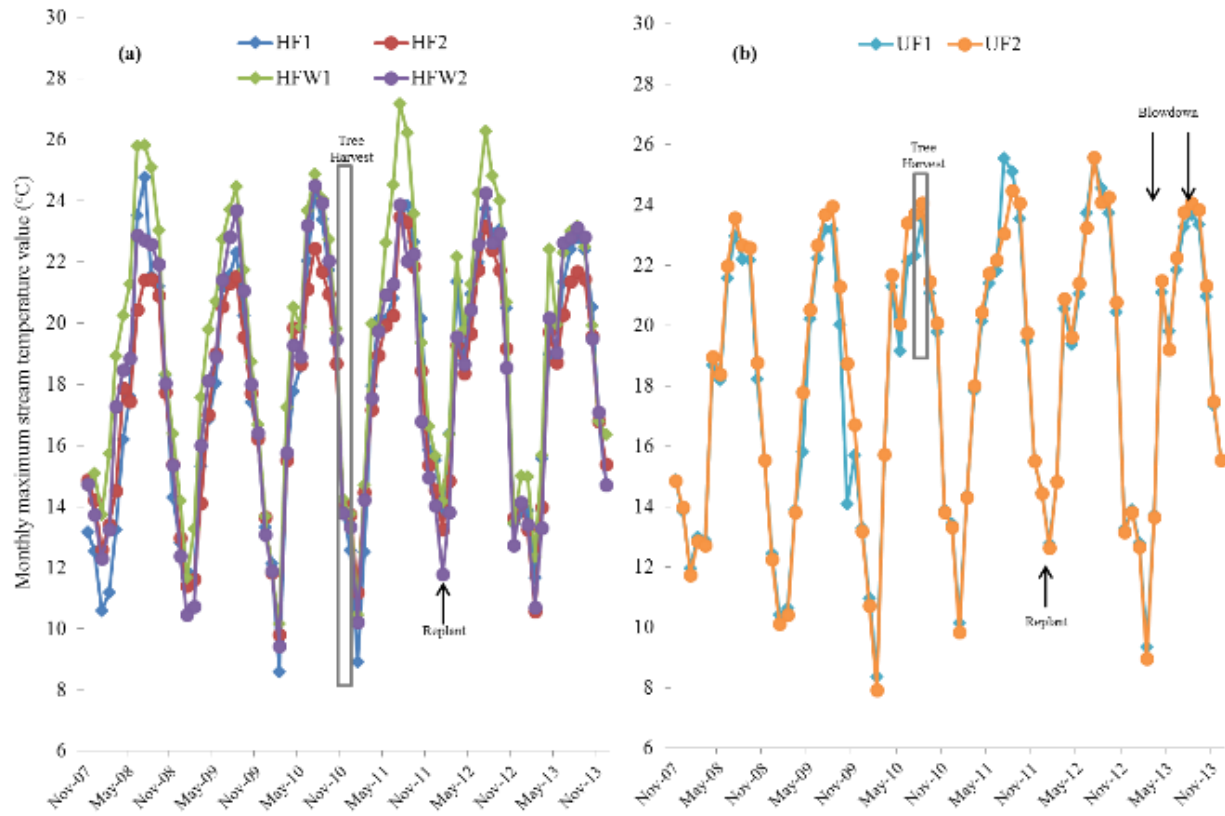 Monthly maximum stream temperature value (°C)
30
28
26
24
22
20
18
16
14
12
10
8
6
(a)
HF1
HF2
HFW1
HFW2
Tree
Harvest
Replant
Nov-07
May-08
Nov-08
May-09
Nov-09
May-10
Nov-10
May-11
Nov-11
May-12
Nov-12
May-13
Nov-13
30
28
26
24
22
20
18
16
14
12
10
8
6
(b)
UF1
UF2
Blowdown
Tree
Harvest
Replant
Nov-07
May-08
Nov-08
May-09
Nov-09
May-10
Nov-10
May-11
Nov-11
May-12
Nov-12
May-13
Nov-13